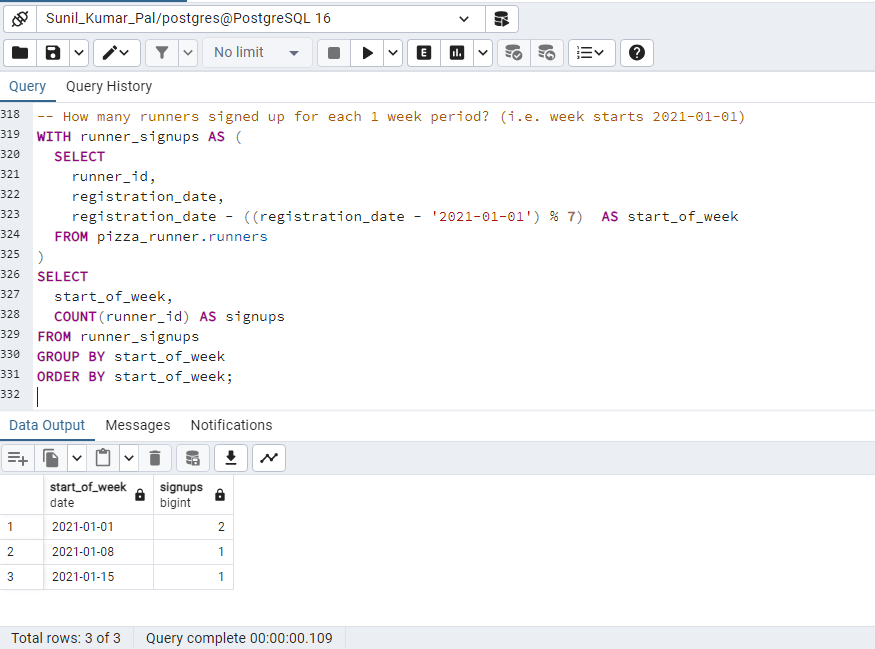 Sunil_Kumar_Pal/postgres@PostgreSQL 16
No limit
E
Query Query History
318 -- How many runners signed up for each 1 week period? (i.e. week starts 2021-01-01)
319 WITH runner_signups AS (
320   SELECT
321     runner_id,
322     registration_date,
323     registration_date - ((registration_date - '2021-01-01') % 7)  AS start_of_week
324   FROM pizza_runner.runners
325 )
326 SELECT
327   start_of_week,
328   COUNT(runner_id) AS signups
329 FROM runner_signups
330 GROUP BY start_of_week
331 ORDER BY start_of_week;
332
Data Output Messages Notifications
start_of_week signups
date bigint
1 2021-01-01 2
2 2021-01-08 1
3 2021-01-15 1
Total rows: 3 of 3 Query complete 00:00:00.109